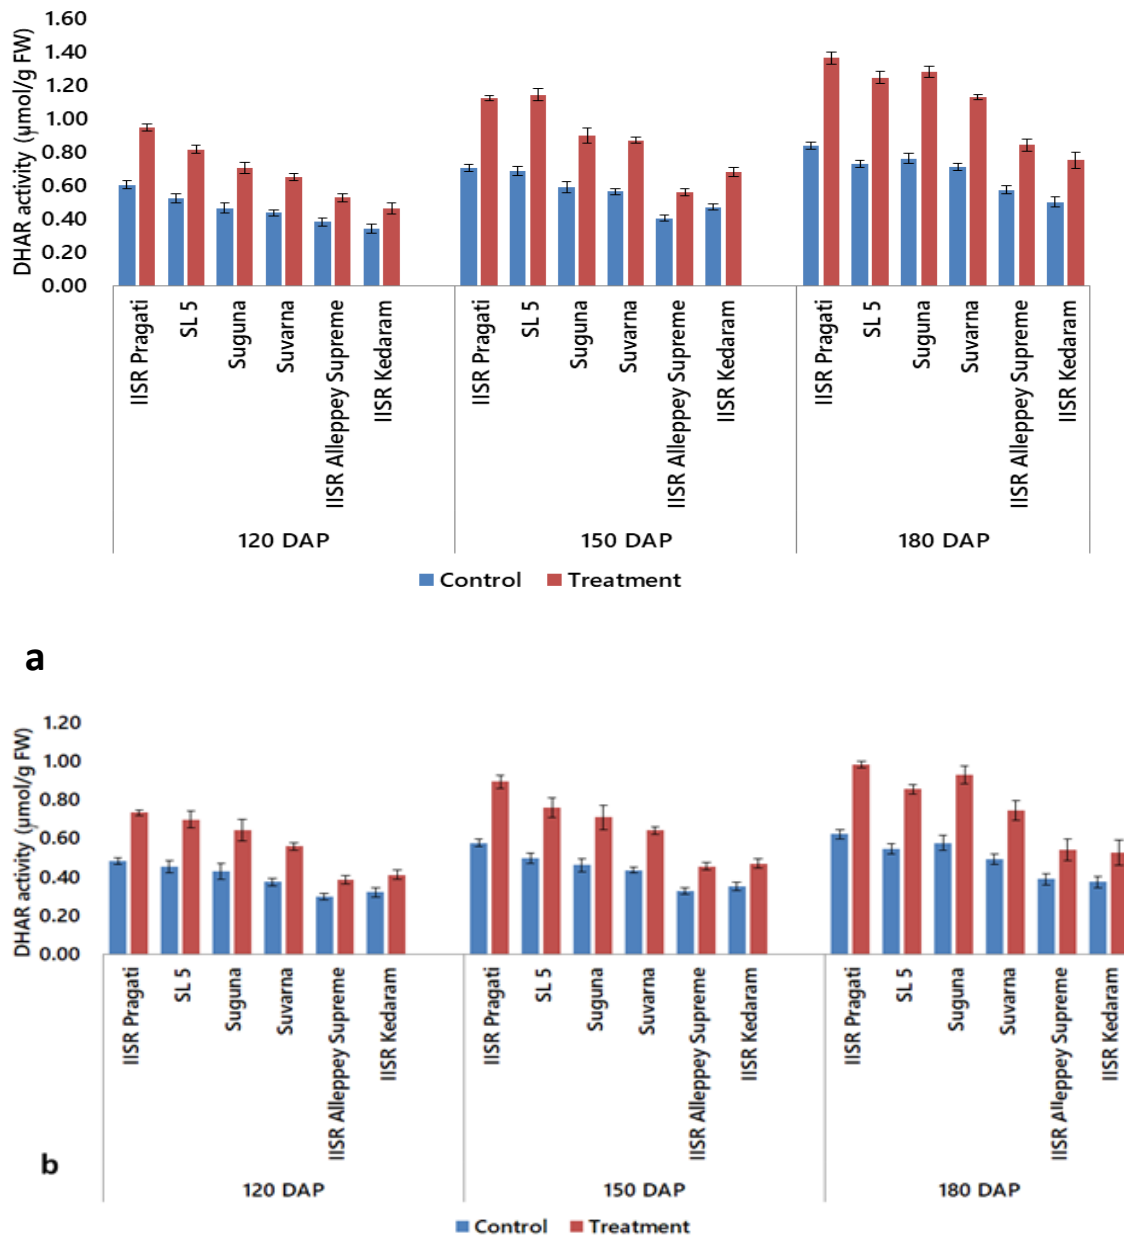 1.60
1.40
1.20
1.00
0.80
0.60
0.40
0.20
0.00
DHAR activity (µmol/g FW)
IISR Pragati
SL 5
Suguna
Suvarna
IISR Alleppey Supreme
IISR Kedaram
IISR Pragati
SL 5
Suguna
Suvarna
IISR Alleppey Supreme
IISR Kedaram
IISR Pragati
SL 5
Suguna
Suvarna
IISR Alleppey Supreme
IISR Kedaram
120 DAP
150 DAP
180 DAP
Control
Treatment
a
1.20
1.00
0.80
0.60
0.40
0.20
0.00
DHAR activity (µmol/g FW)
IISR Pragati
SL 5
Suguna
Suvarna
IISR Alleppey Supreme
IISR Kedaram
IISR Pragati
SL 5
Suguna
Suvarna
IISR Alleppey Supreme
IISR Kedaram
IISR Pragati
SL 5
Suguna
Suvarna
IISR Alleppey Supreme
IISR Kedaram
b
120 DAP
150 DAP
180 DAP
Control
Treatment